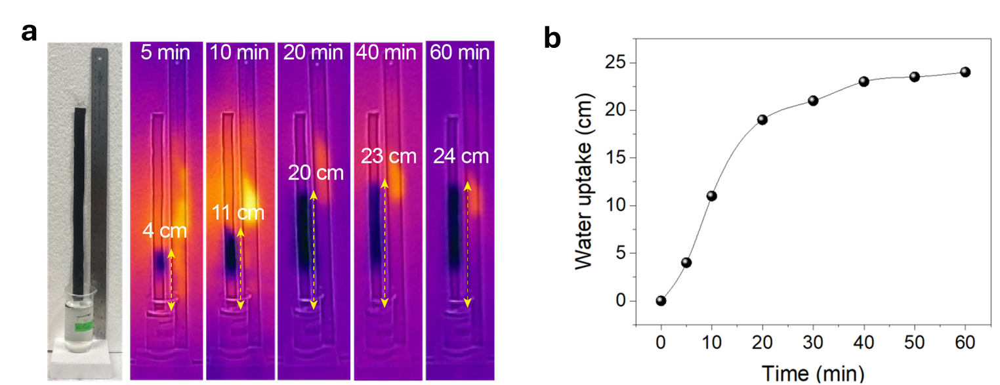 a
5 min
10 min
20 min
40 min
60 min
4 cm
11 cm
20 cm
23 cm
24 cm
b
Water uptake (cm)
25
20
15
10
5
0
0 10 20 30 40 50 60
Time (min)